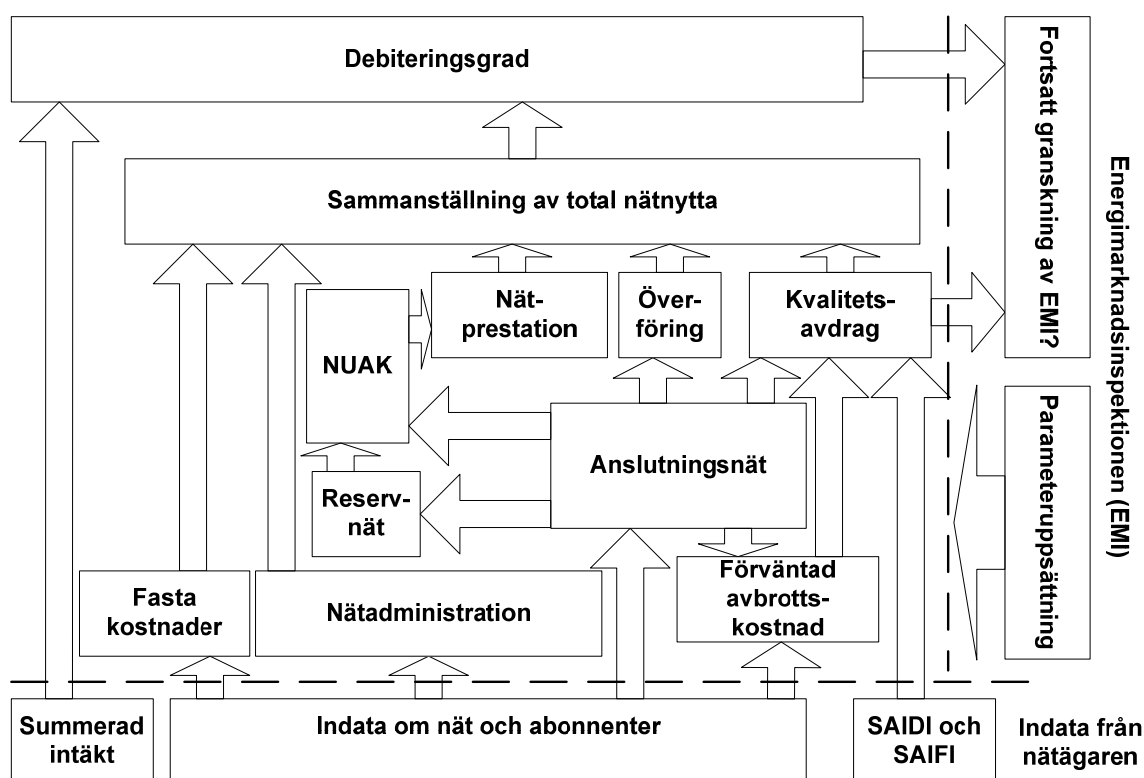 Debiteringsgrad
Fortsatt granskning av EMI?
Energimarknadsinspektionen (EMI)
Sammanställning av total nätnytta
Nät-
prestation
Över-
föring
Kvalitets-
avdrag
NUAK
Anslutningsnät
Parameteruppsättning
Reserv-
nät
Fasta
kostnader
Nätadministration
Förväntad
avbrotts-
kostnad
Summerad
intäkt
Indata om nät och abonnenter
SAIDI och
SAIFI
Indata från
nätägaren